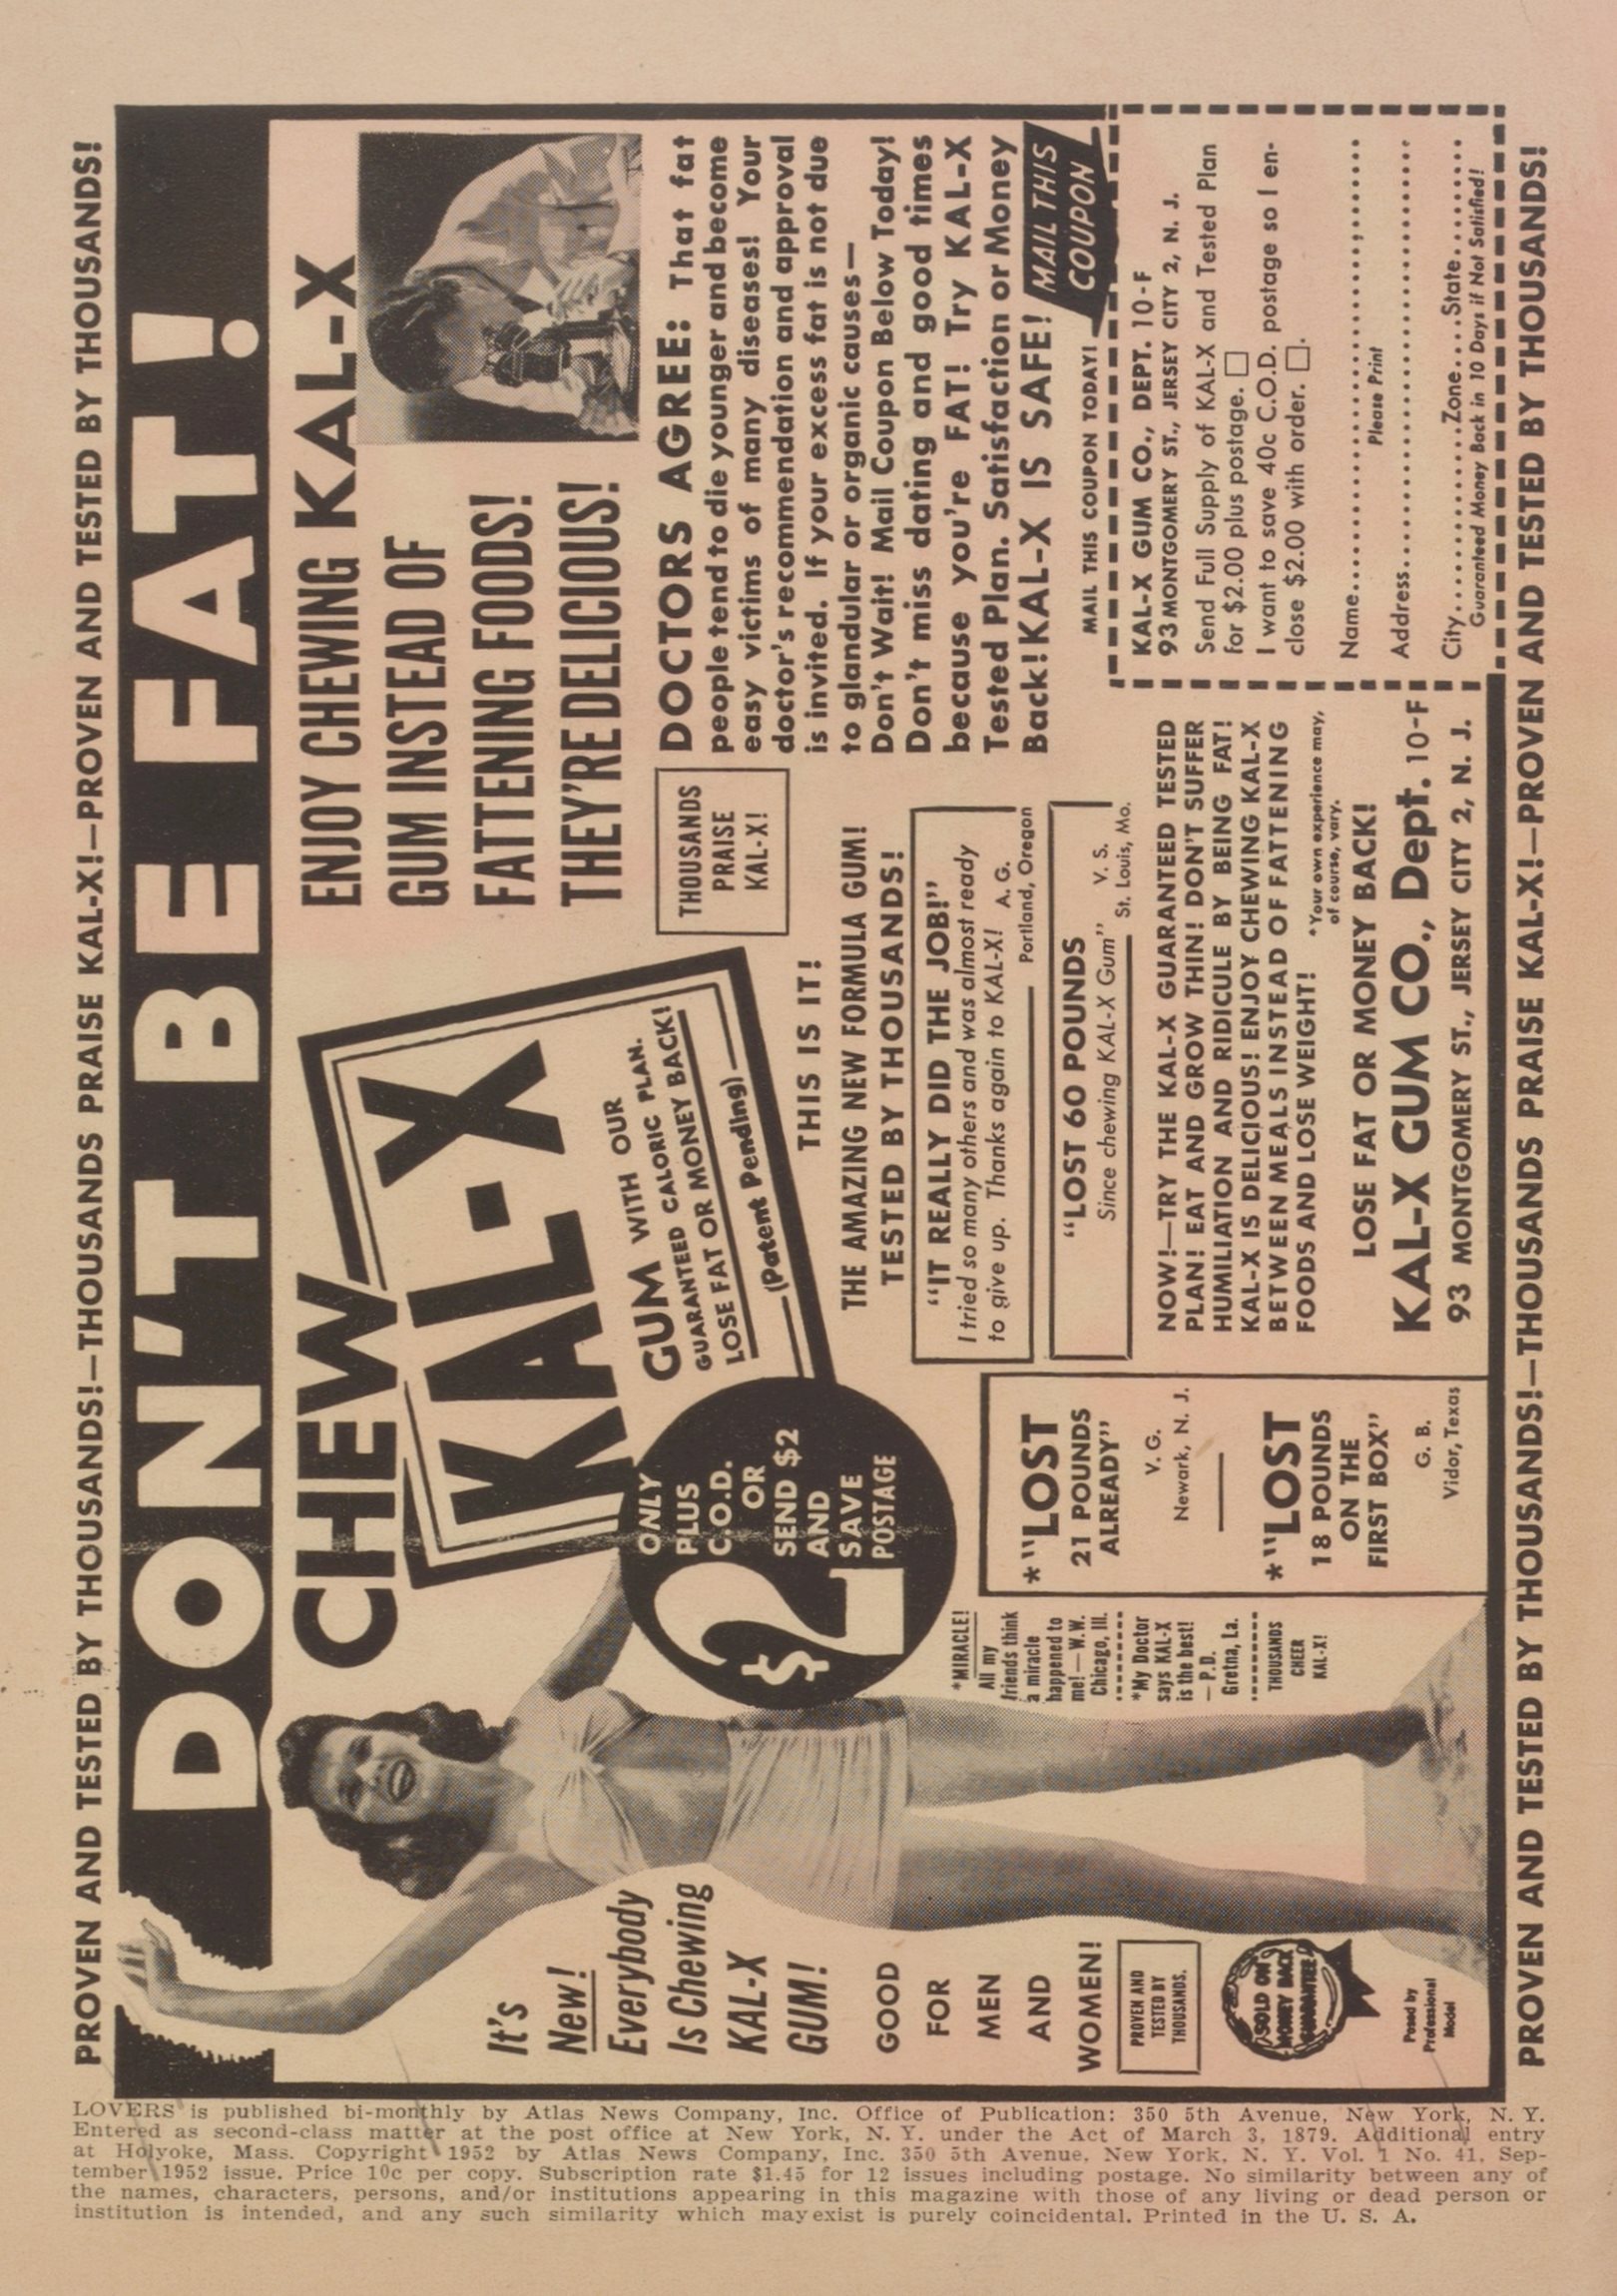 PROVEN AND TESTED BY THOUSANDS!—THOUSANDS PRAISE KAL-X!—PROVEN AND TESTED BY THOUSANDS!
DON'T BE FAT!
CHEW
KAL-X
GUM WITH OUR
GUARANTEED CALORIC PLAN.
LOSE FAT OR MONEY BACK!
(Patent Pending)
ENJOY CHEWING KAL-X
GUM INSTEAD OF
FATTENING FOODS!
THEY'RE DELICIOUS!
It's
New!
Everybody
Is Chewing
KAL-X
GUM!
GOOD
FOR
MEN
AND
WOMEN!
PROVEN AND
TESTED BY
THOUSANDS.
SOLD ON
MONEY BACK
GUARANTEE
Posed by
Professional
Model
$2
ONLY
PLUS
C.O.D.
OR
SEND $2
AND
SAVE
POSTAGE
*MIRACLE!
All my
friends think
a miracle
happened to
me!—W.W.
Chicago, Ill.
*My Doctor
says KAL-X
is the best!
— P.D.
Gretna, La.
THOUSANDS
CHEER
KAL-X!
*"LOST
21 POUNDS
ALREADY"
V. G.
Newark, N. J.
*"LOST
18 POUNDS
ON THE
FIRST BOX"
G. B.
Vidor, Texas
THOUSANDS
PRAISE
KAL-X!
THIS IS IT!
THE AMAZING NEW FORMULA GUM!
TESTED BY THOUSANDS!
"IT REALLY DID THE JOB!"
I tried so many others and was almost ready
to give up. Thanks again to KAL-X! A. G.
Portland, Oregon
"LOST 60 POUNDS
Since chewing KAL-X Gum" V. S.
St. Louis, Mo.
NOW!—TRY THE KAL-X GUARANTEED TESTED
PLAN! EAT AND GROW THIN! DON'T SUFFER
HUMILIATION AND RIDICULE BY BEING FAT!
KAL-X IS DELICIOUS! ENJOY CHEWING KAL-X
BETWEEN MEALS INSTEAD OF FATTENING
FOODS AND LOSE WEIGHT!
*Your own experience may,
of course, vary.
LOSE FAT OR MONEY BACK!
KAL-X GUM CO., Dept. 10-F
93 MONTGOMERY ST., JERSEY CITY 2, N. J.
DOCTORS AGREE: That fat
people tend to die younger and become
easy victims of many diseases! Your
doctor's recommendation and approval
is invited. If your excess fat is not due
to glandular or organic causes—
Don't Wait! Mail Coupon Below Today!
Don't miss dating and good times
because you're FAT! Try KAL-X
Tested Plan. Satisfaction or Money
Back! KAL-X IS SAFE!
MAIL THIS
COUPON
MAIL THIS COUPON TODAY!
KAL-X GUM CO., DEPT. 10-F
93 MONTGOMERY ST., JERSEY CITY 2, N. J.
Send Full Supply of KAL-X and Tested Plan
for $2.00 plus postage. □
I want to save 40c C.O.D. postage so I en-
close $2.00 with order. □.
Name........................................
Please Print
Address........................................
City..................Zone.....State..........
Guaranteed Money Back in 10 Days if Not Satisfied!
PROVEN AND TESTED BY THOUSANDS!—THOUSANDS PRAISE KAL-X!—PROVEN AND TESTED BY THOUSANDS!
LOVERS is published bi-monthly by Atlas News Company, Inc. Office of Publication: 350 5th Avenue, New York, N. Y.
Entered as second-class matter at the post office at New York, N. Y. under the Act of March 3, 1879. Additional entry
at Holyoke, Mass. Copyright 1952 by Atlas News Company, Inc. 350 5th Avenue, New York, N. Y. Vol. 1 No. 41, Sep-
tember 1952 issue. Price 10c per copy. Subscription rate $1.45 for 12 issues including postage. No similarity between any of
the names, characters, persons, and/or institutions appearing in this magazine with those of any living or dead person or
institution is intended, and any such similarity which may exist is purely coincidental. Printed in the U. S. A.